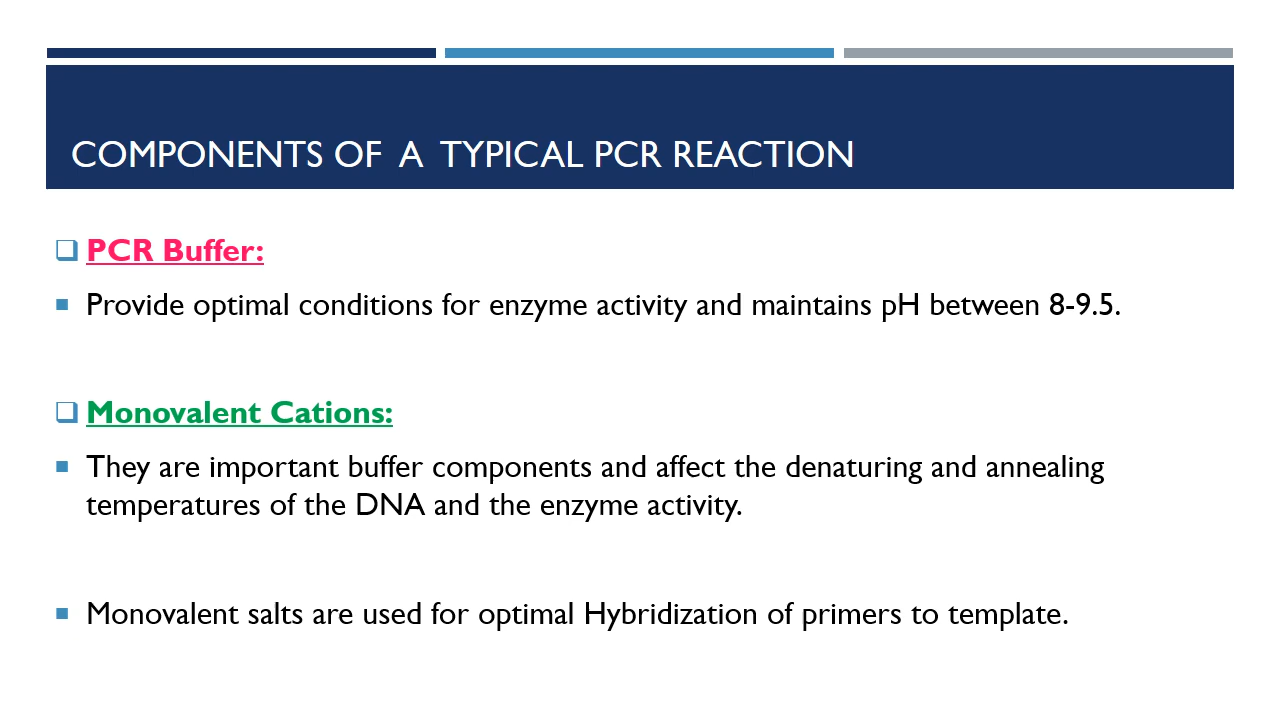 COMPONENTS OF A TYPICAL PCR REACTION
PCR Buffer:
Provide optimal conditions for enzyme activity and maintains pH between 8-9.5.
Monovalent Cations:
They are important buffer components and affect the denaturing and annealing
temperatures of the DNA and the enzyme activity.
Monovalent salts are used for optimal Hybridization of primers to template.